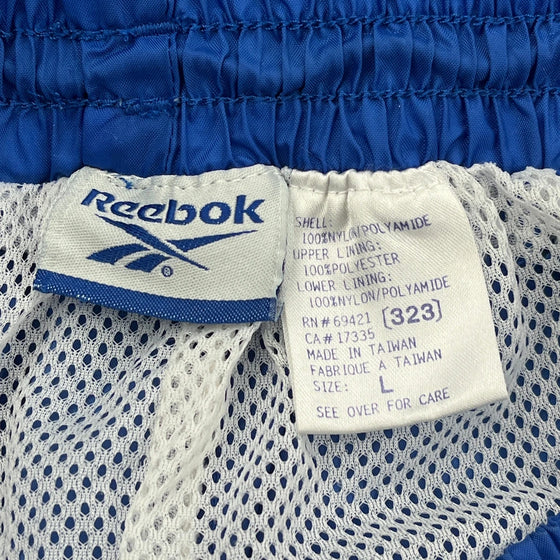 Reebok
®
SHELL:
100%NYLON/POLYAMIDE
UPPER LINING:
100%POLYESTER
LOWER LINING:
100%NYLON/POLYAMIDE
RN#69421 [323]
CA#17335
MADE IN TAIWAN
FABRIQUE A TAIWAN
SIZE: L
SEE OVER FOR CARE